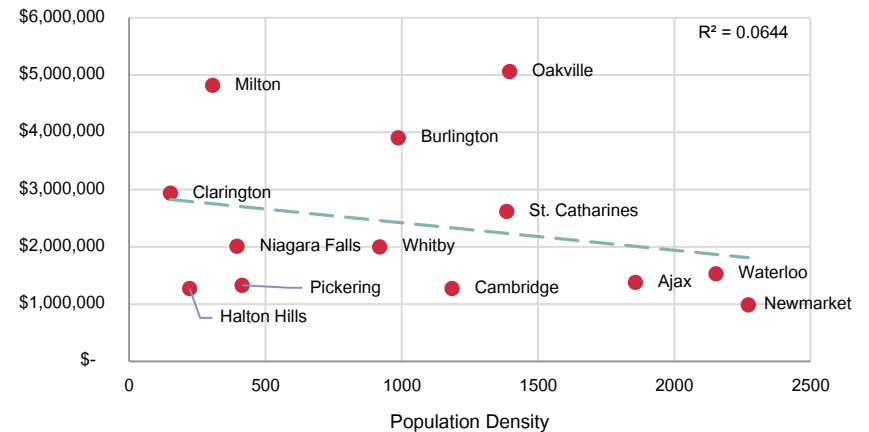 $6,000,000
R² = 0.0644
$5,000,000
Milton
Oakville
$4,000,000
Burlington
$3,000,000
Clarington
St. Catharines
$2,000,000
Niagara Falls
Whitby
Waterloo
Ajax
Pickering
Cambridge
$1,000,000
Newmarket
Halton Hills
$-
0 500 1000 1500 2000 2500
Population Density